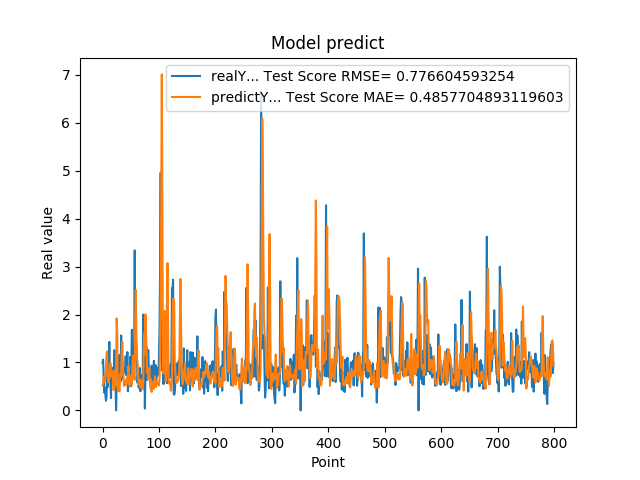 Model predict
realY... Test Score RMSE= 0.776604593254
predictY... Test Score MAE= 0.4857704893119603
7
6
5
4
3
2
1
0
Real value
0 100 200 300 400 500 600 700 800
Point